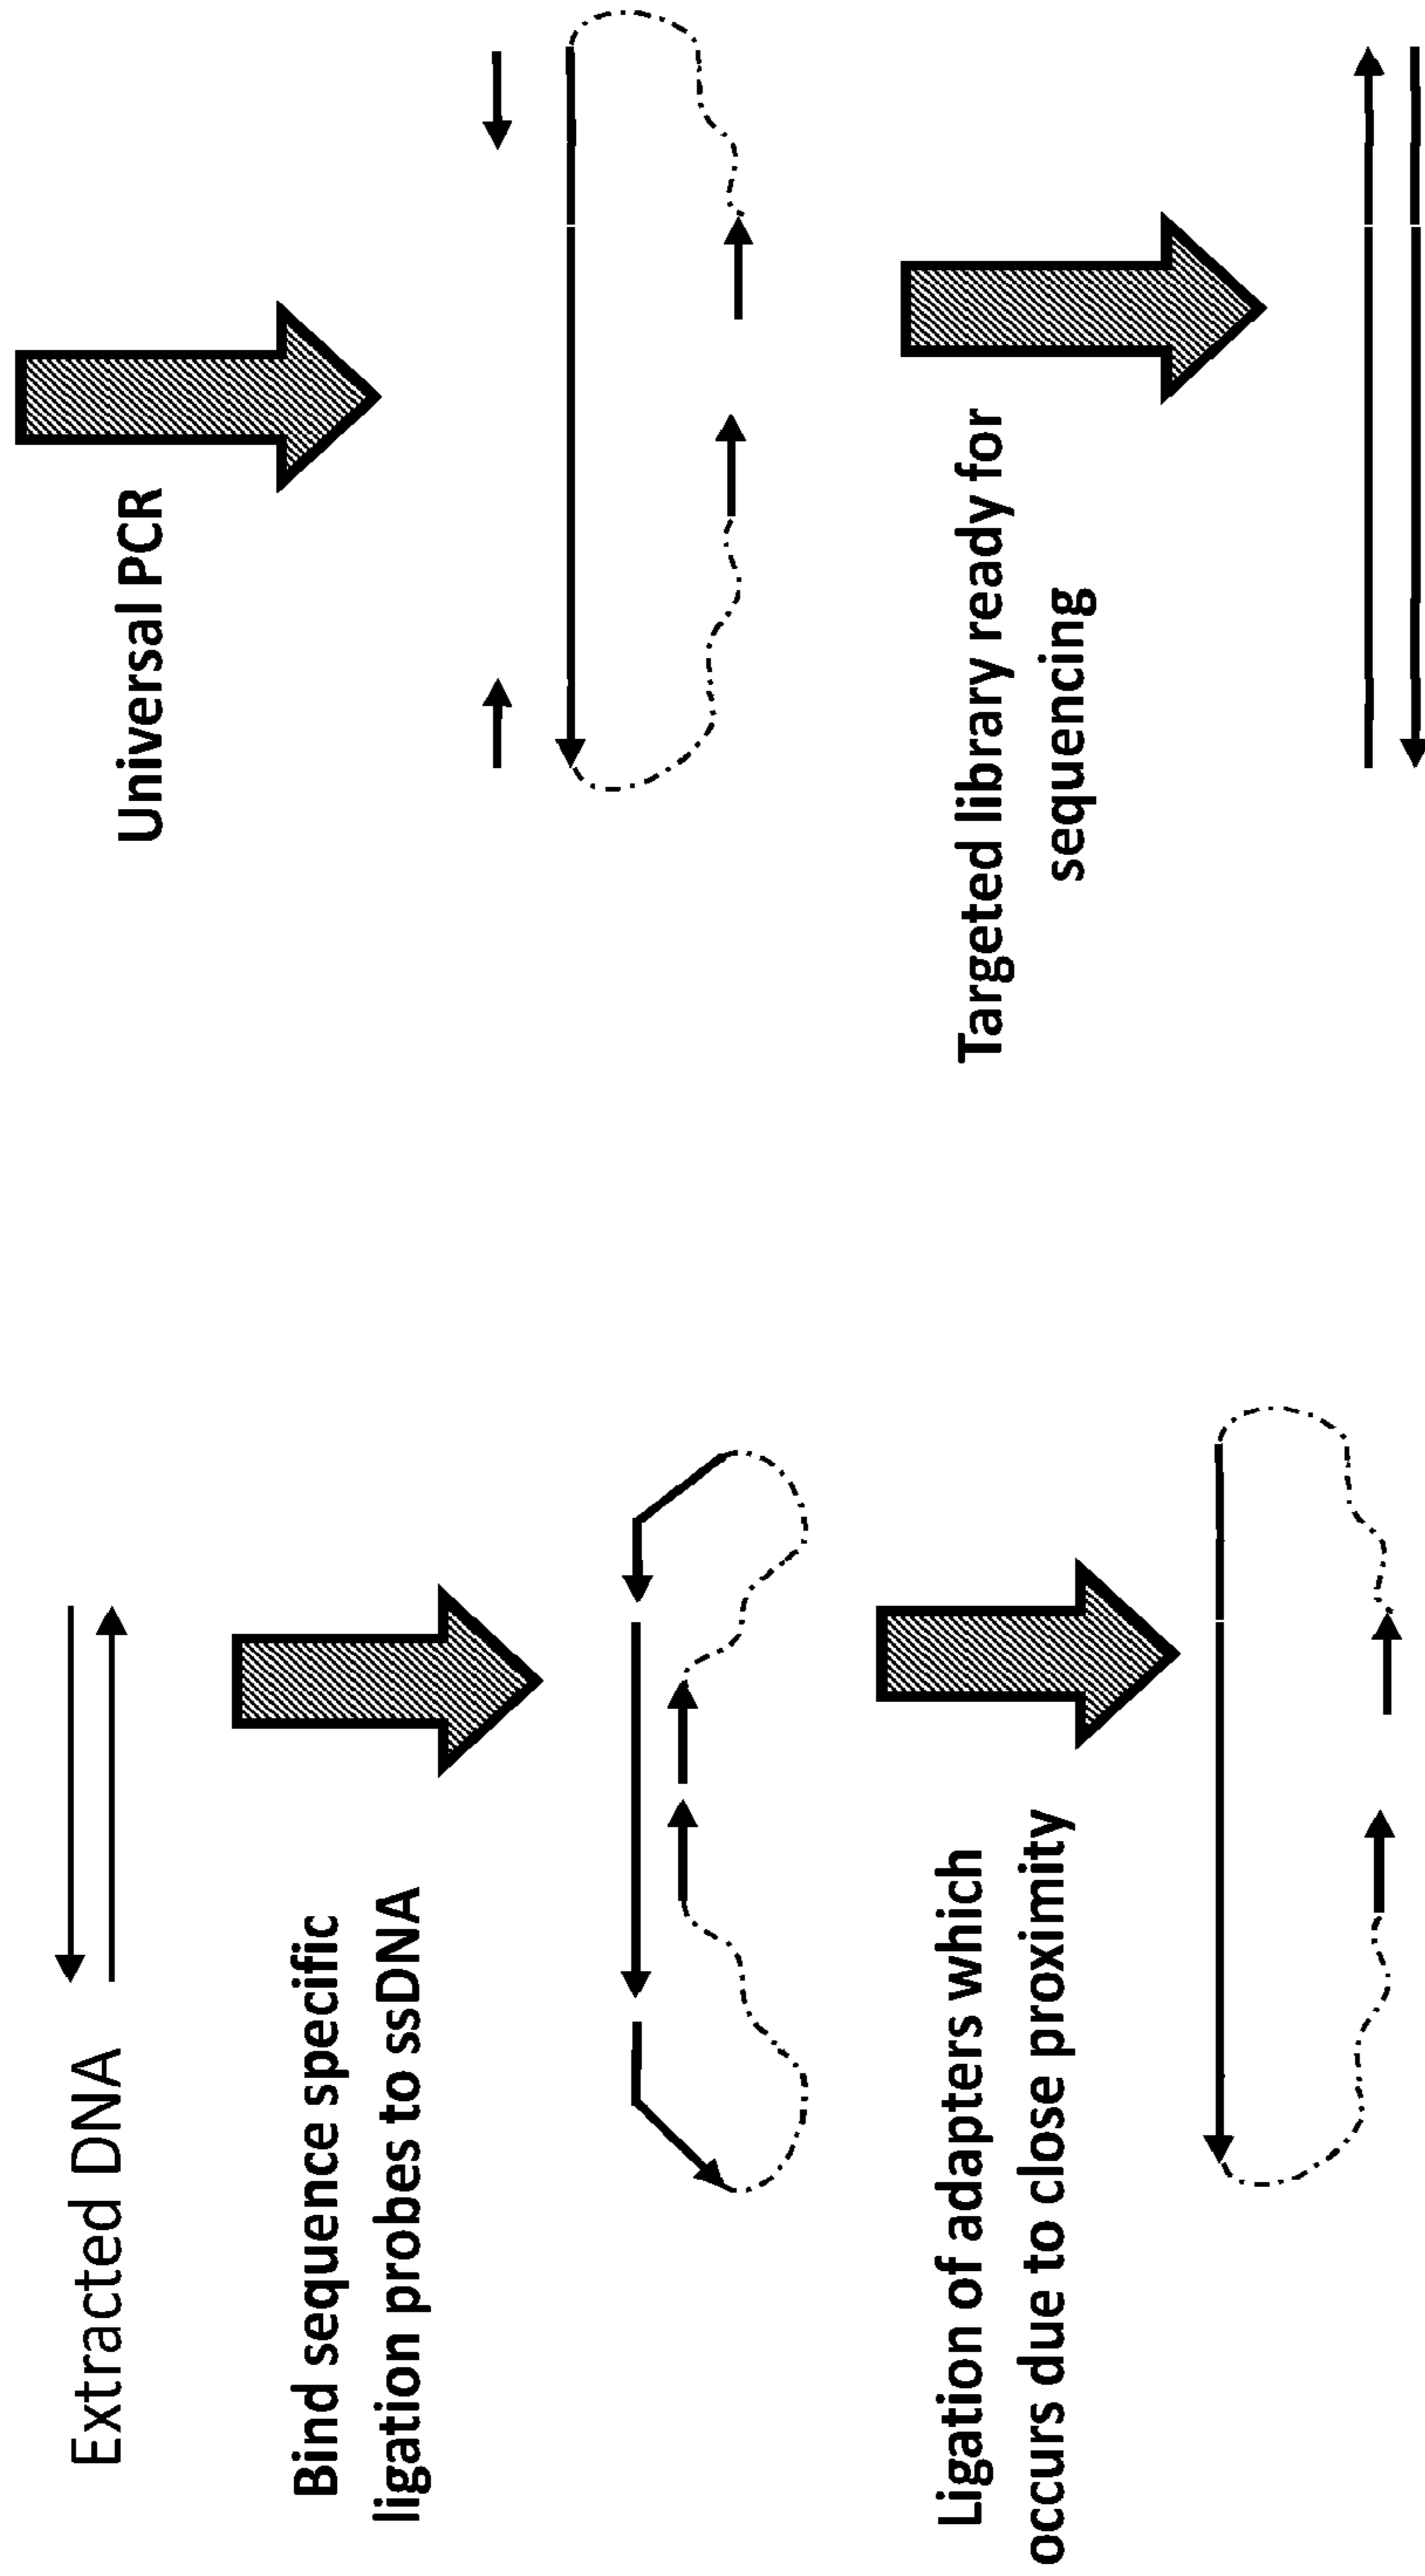 Extracted DNA
Bind sequence specific
ligation probes to ssDNA
Ligation of adapters which
occurs due to close proximity
Universal PCR
Targeted library ready for
sequencing